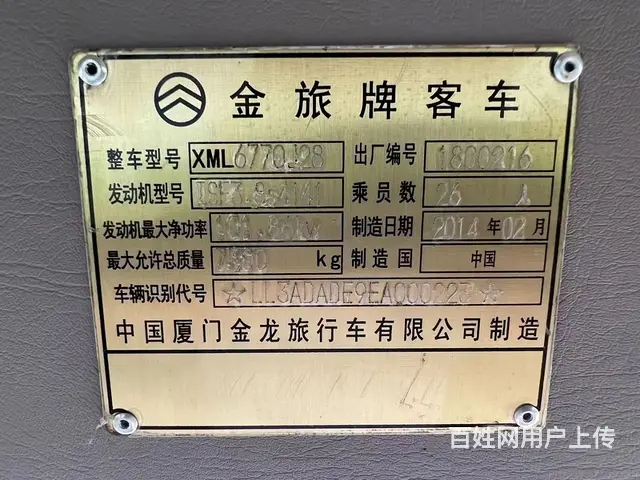 金旅牌客车
整车型号 XML6770J28 出厂编号 1800216
发动机型号 乘员数 26 人
发动机最大净功率 制造日期 2014 年 02 月
最大允许总质量 kg 制造国 中国
车辆识别代号 ☆LL3ADADE9EA000223☆
中国厦门金龙旅行车有限公司制造
百姓网用户上传